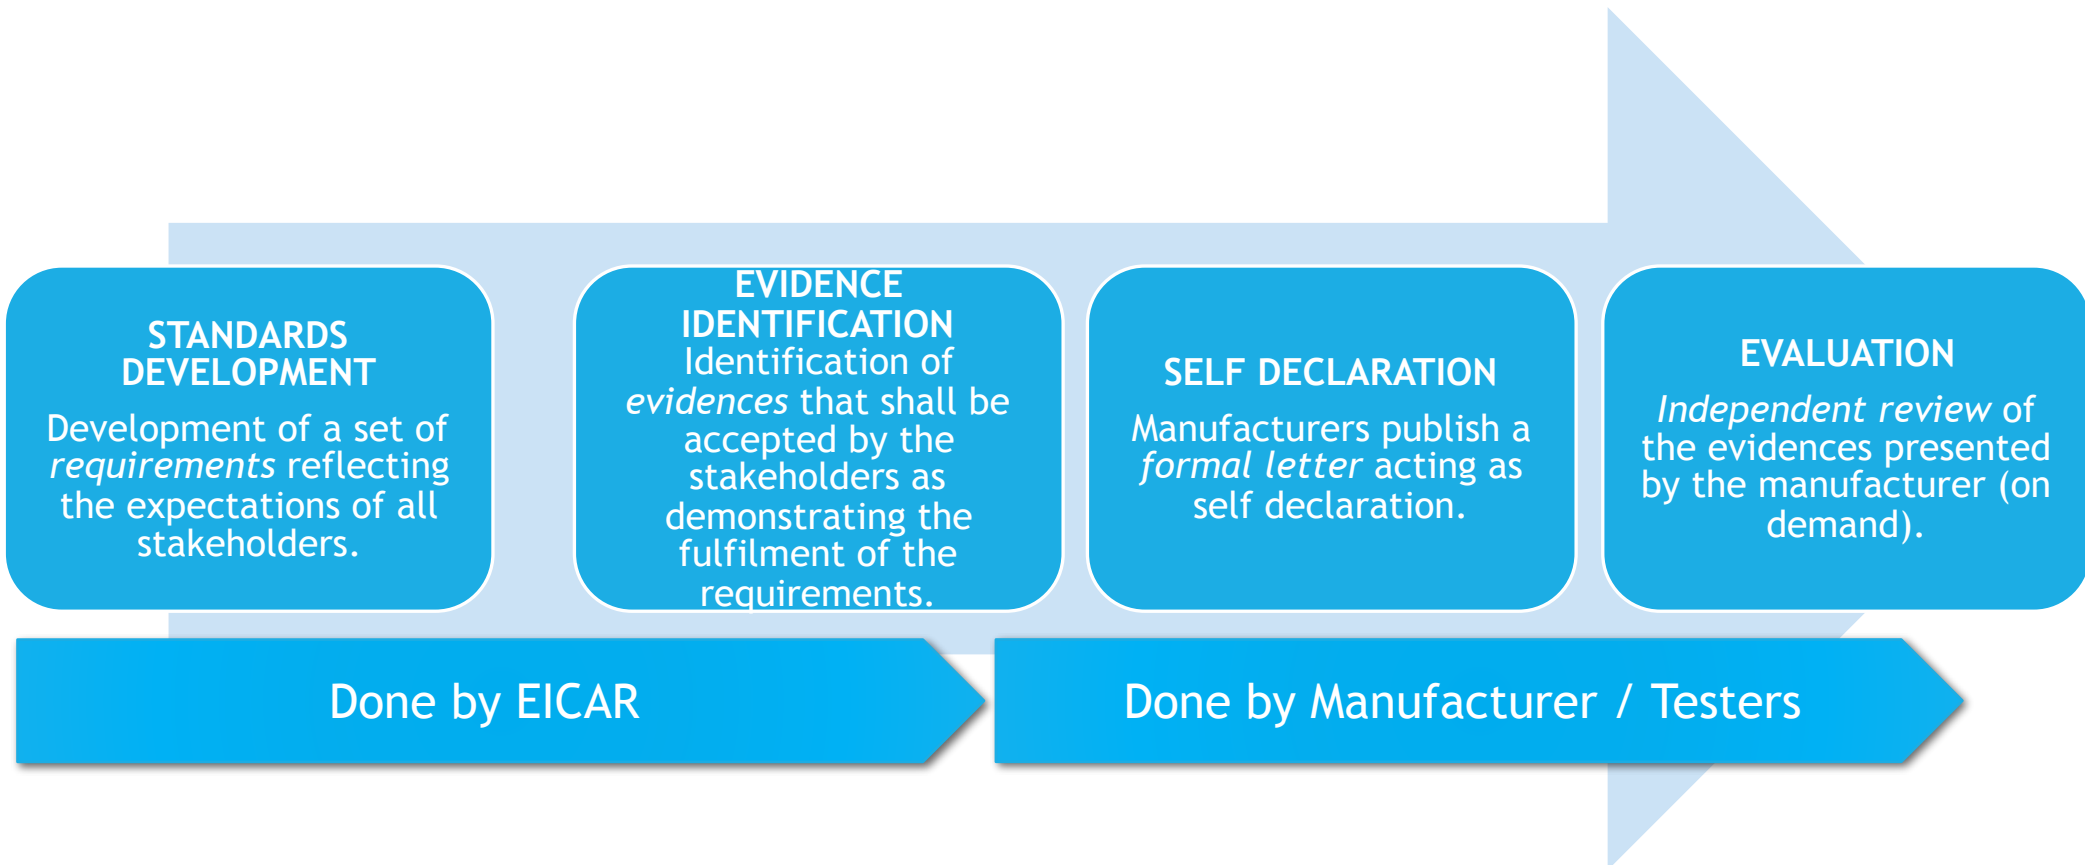 STANDARDS
DEVELOPMENT
Development of a set of
requirements reflecting
the expectations of all
stakeholders.
EVIDENCE
IDENTIFICATION
Identification of
evidences that shall be
accepted by the
stakeholders as
demonstrating the
fulfilment of the
requirements.
SELF DECLARATION
Manufacturers publish a
formal letter acting as
self declaration.
EVALUATION
Independent review of
the evidences presented
by the manufacturer (on
demand).
Done by EICAR
Done by Manufacturer / Testers